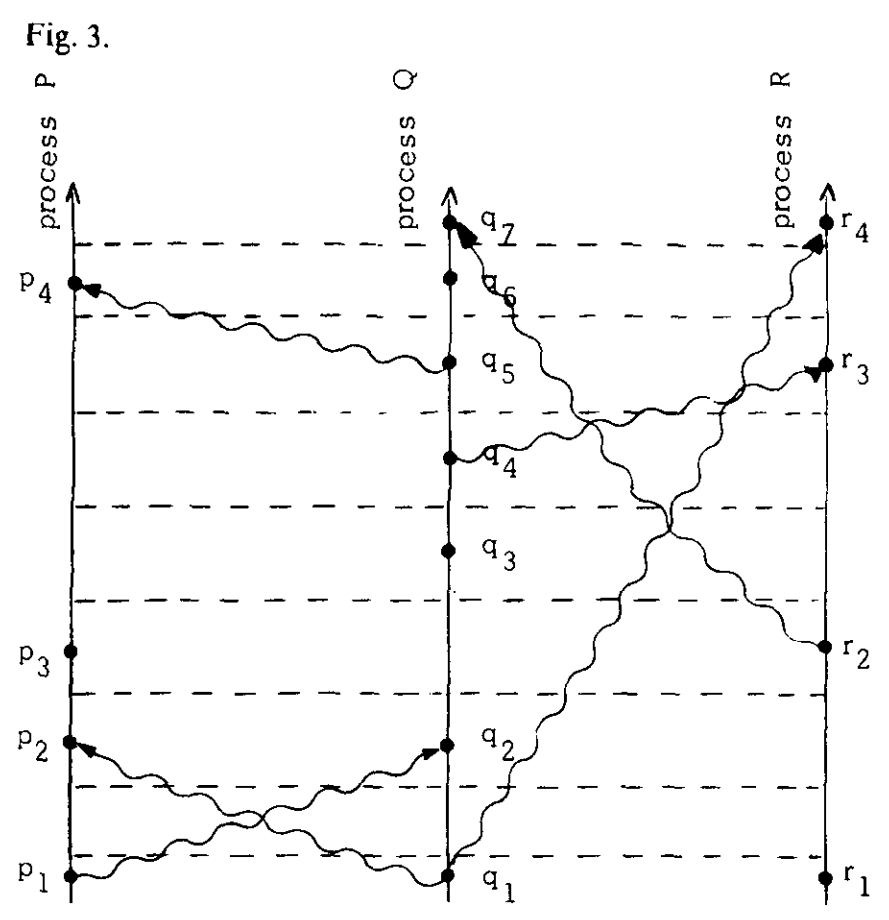 Fig. 3.
process P
process Q
process R
q7
r4
p4
q6
q5
r3
q4
q3
p3
r2
p2
q2
p1
q1
r1